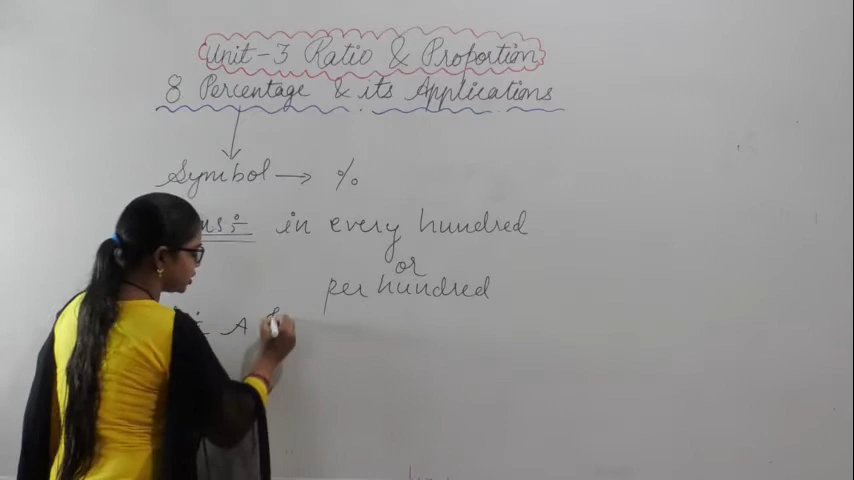 Unit-3 Ratio & Proportion
8 Percentage & its Applications
Symbol → %
in every hundred
or
per hundred
A